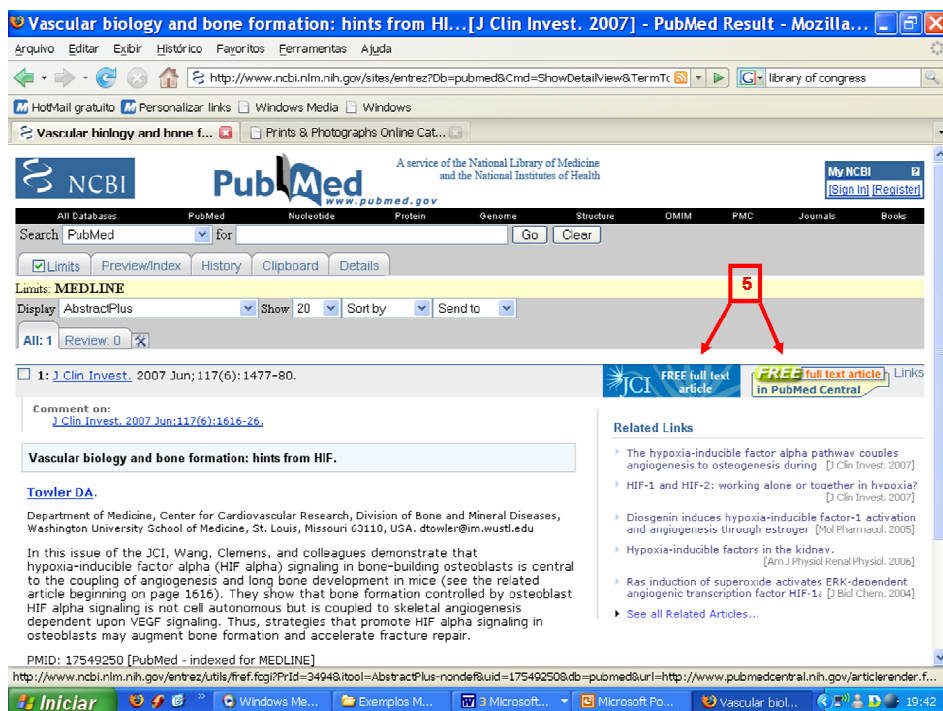 Vascular biology and bone formation: hints from HI...[J Clin Invest. 2007] - PubMed Result - Mozilla...
Arquivo Editar Exibir Histórico Favoritos Ferramentas Ajuda
http://www.ncbi.nlm.nih.gov/sites/entrez?Db=pubmed&Cmd=ShowDetailView&TermTo
G library of congress
HotMail gratuito Personalizar links Windows Media Windows
Vascular biology and bone f... Prints & Photographs Online Cat...
NCBI
PubMed
www.pubmed.gov
A service of the National Library of Medicine
and the National Institutes of Health
My NCBI
[Sign In] [Register]
All Databases PubMed Nucleotide Protein Genome Structure OMIM PMC Journals Books
Search PubMed for Go Clear
Limits Preview/Index History Clipboard Details
Limits: MEDLINE
Display AbstractPlus Show 20 Sort by Send to
5
All: 1 Review: 0
1: J Clin Invest. 2007 Jun;117(6):1477-80.
JCI FREE full text article
FREE full text article in PubMed Central
Links
Comment on:
J Clin Invest. 2007 Jun;117(6):1616-26.
Vascular biology and bone formation: hints from HIF.
Towler DA.
Department of Medicine, Center for Cardiovascular Research, Division of Bone and Mineral Diseases,
Washington University School of Medicine, St. Louis, Missouri 63110, USA. dtowler@im.wustl.edu
In this issue of the JCI, Wang, Clemens, and colleagues demonstrate that
hypoxia-inducible factor alpha (HIF alpha) signaling in bone-building osteoblasts is central
to the coupling of angiogenesis and long bone development in mice (see the related
article beginning on page 1616). They show that bone formation controlled by osteoblast
HIF alpha signaling is not cell autonomous but is coupled to skeletal angiogenesis
dependent upon VEGF signaling. Thus, strategies that promote HIF alpha signaling in
osteoblasts may augment bone formation and accelerate fracture repair.
PMID: 17549250 [PubMed - indexed for MEDLINE]
Related Links
The hypoxia-inducible factor alpha pathway couples
angiogenesis to osteogenesis during [J Clin Invest. 2007]
HIF-1 and HIF-2: working alone or together in hypoxia?
[J Clin Invest. 2007]
Diosgenin induces hypoxia-inducible factor-1 activation
and angiogenesis through estroger [Mol Pharmacol. 2005]
Hypoxia-inducible factors in the kidney.
[Am J Physiol Renal Physiol. 2006]
Ras induction of superoxide activates ERK-dependent
angiogenic transcription factor HIF-1: [J Biol Chem. 2004]
See all Related Articles...
http://www.ncbi.nlm.nih.gov/entrez/utils/fref.fcgi?PrId=3494&itool=AbstractPlus-nondef&uid=17549250&db=pubmed&url=http://www.pubmedcentral.nih.gov/articlerender.f...
Iniciar Windows Me... Exemplos M... 3 Microsoft... Microsoft Po... Vascular biol... 19:42